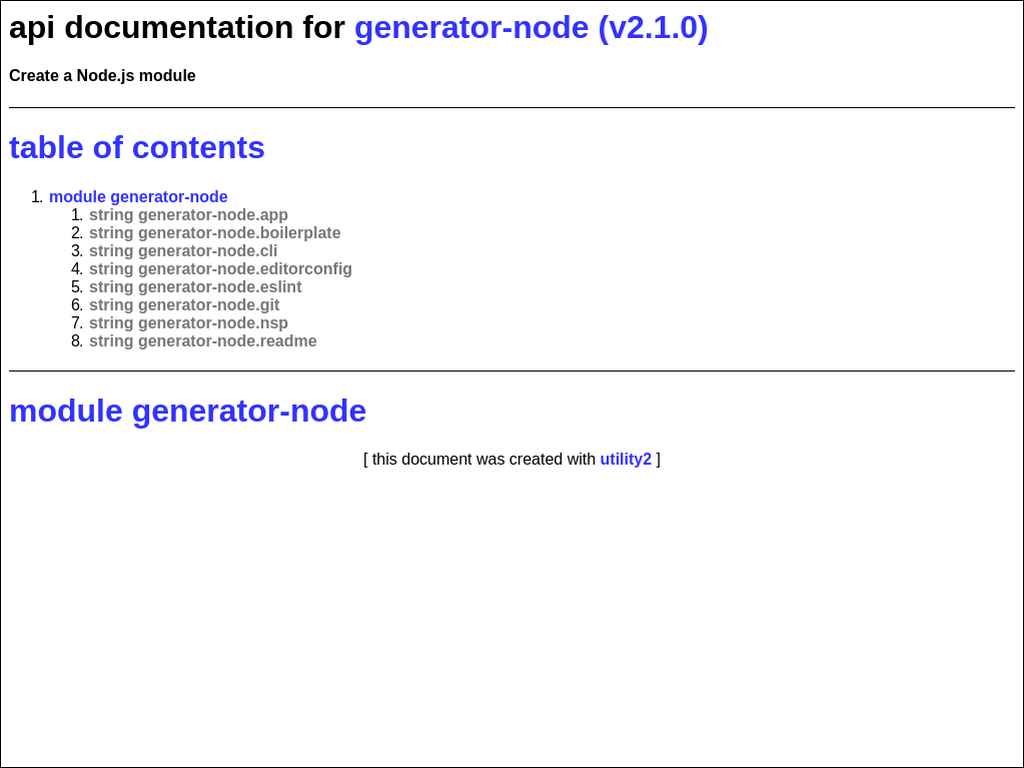 api documentation for generator-node (v2.1.0)
Create a Node.js module
table of contents
1. module generator-node
1. string generator-node.app
2. string generator-node.boilerplate
3. string generator-node.cli
4. string generator-node.editorconfig
5. string generator-node.eslint
6. string generator-node.git
7. string generator-node.nsp
8. string generator-node.readme
module generator-node
[ this document was created with utility2 ]